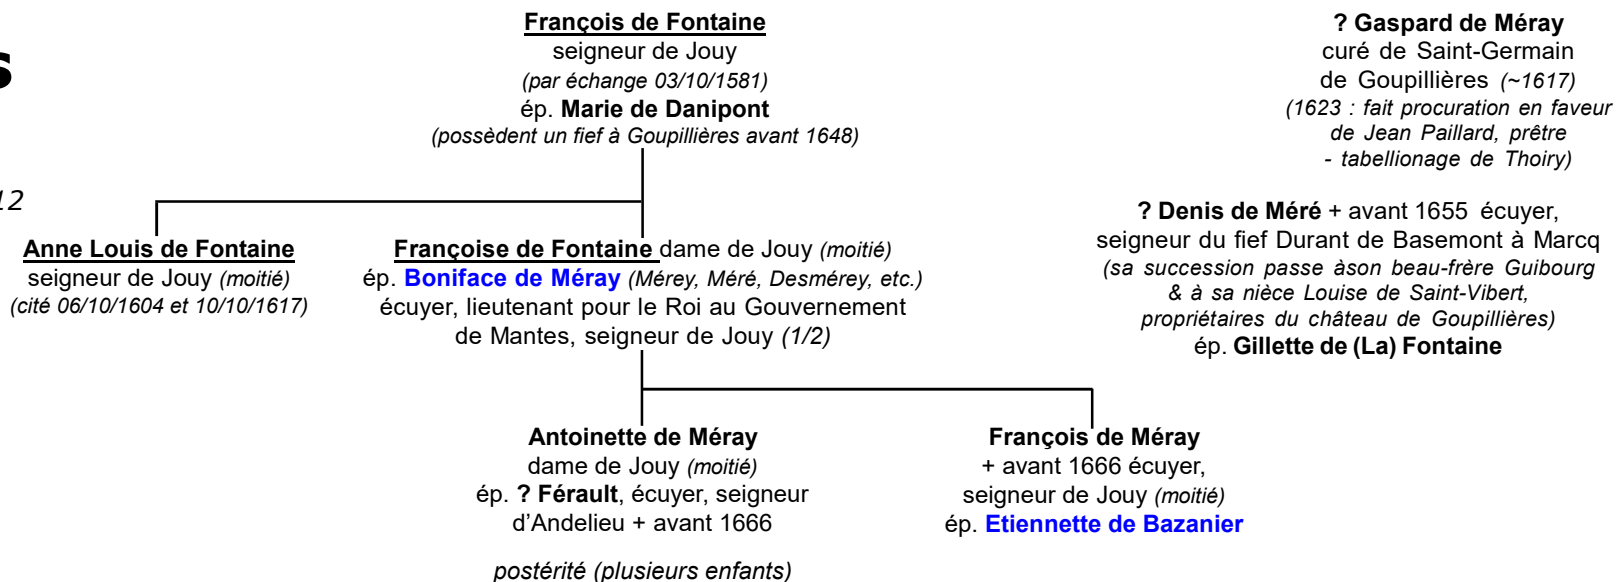 s
12
François de Fontaine
seigneur de Jouy
(par échange 03/10/1581)
ép. Marie de Danipont
(possèdent un fief à Goupillières avant 1648)
? Gaspard de Méray
curé de Saint-Germain
de Goupillières (~1617)
(1623 : fait procuration en faveur
de Jean Paillard, prêtre
- tabellionage de Thoiry)
Anne Louis de Fontaine
seigneur de Jouy (moitié)
(cité 06/10/1604 et 10/10/1617)
Françoise de Fontaine dame de Jouy (moitié)
ép. Boniface de Méray (Mérey, Méré, Desmérey, etc.)
écuyer, lieutenant pour le Roi au Gouvernement
de Mantes, seigneur de Jouy (1/2)
? Denis de Méré + avant 1655 écuyer,
seigneur du fief Durant de Basemont à Marcq
(sa succession passe àson beau-frère Guibourg
& à sa nièce Louise de Saint-Vibert,
propriétaires du château de Goupillières)
ép. Gillette de (La) Fontaine
Antoinette de Méray
dame de Jouy (moitié)
ép. ? Férault, écuyer, seigneur
d'Andelieu + avant 1666
postérité (plusieurs enfants)
François de Méray
+ avant 1666 écuyer,
seigneur de Jouy (moitié)
ép. Etiennette de Bazanier